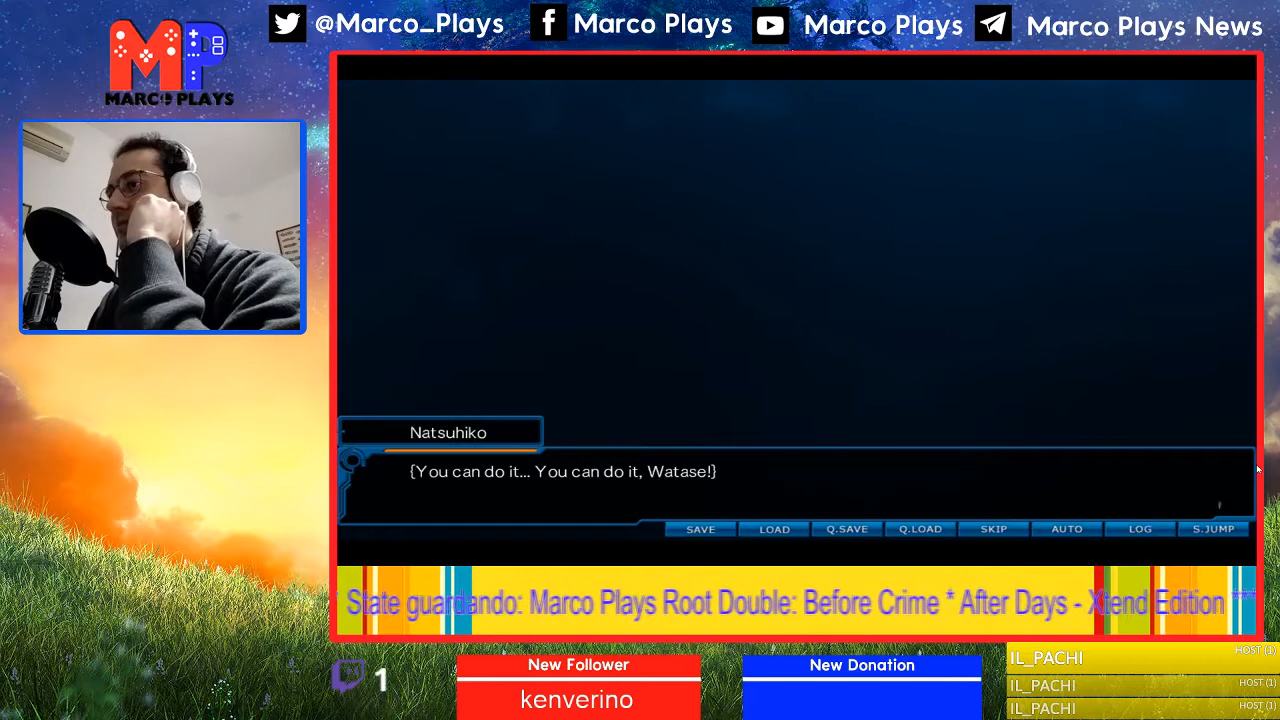 @Marco_Plays
Marco Plays
Marco Plays
Marco Plays News
MP
MARCO PLAYS
Natsuhiko
{You can do it... You can do it, Watase!}
SAVE
LOAD
Q.SAVE
Q.LOAD
SKIP
AUTO
LOG
S.JUMP
State guardando: Marco Plays Root Double: Before Crime * After Days - Xtend Edition
1
New Follower
kenverino
New Donation
IL_PACHI HOST (1)
IL_PACHI HOST (1)
IL_PACHI HOST (1)